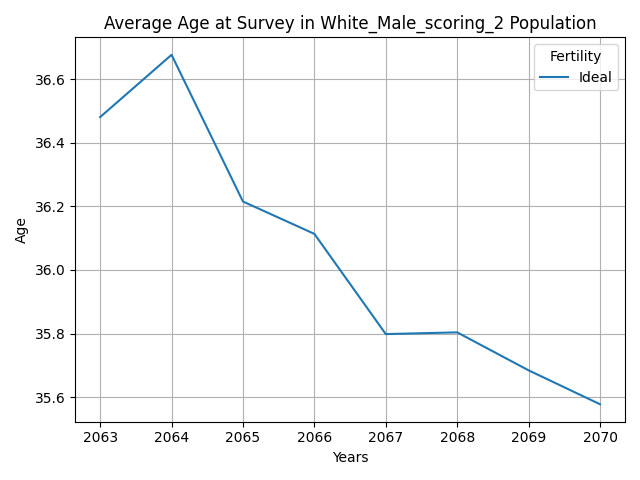 Average Age at Survey in White_Male_scoring_2 Population
Fertility
Ideal
36.6
36.4
36.2
36.0
35.8
35.6
Age
2063 2064 2065 2066 2067 2068 2069 2070
Years